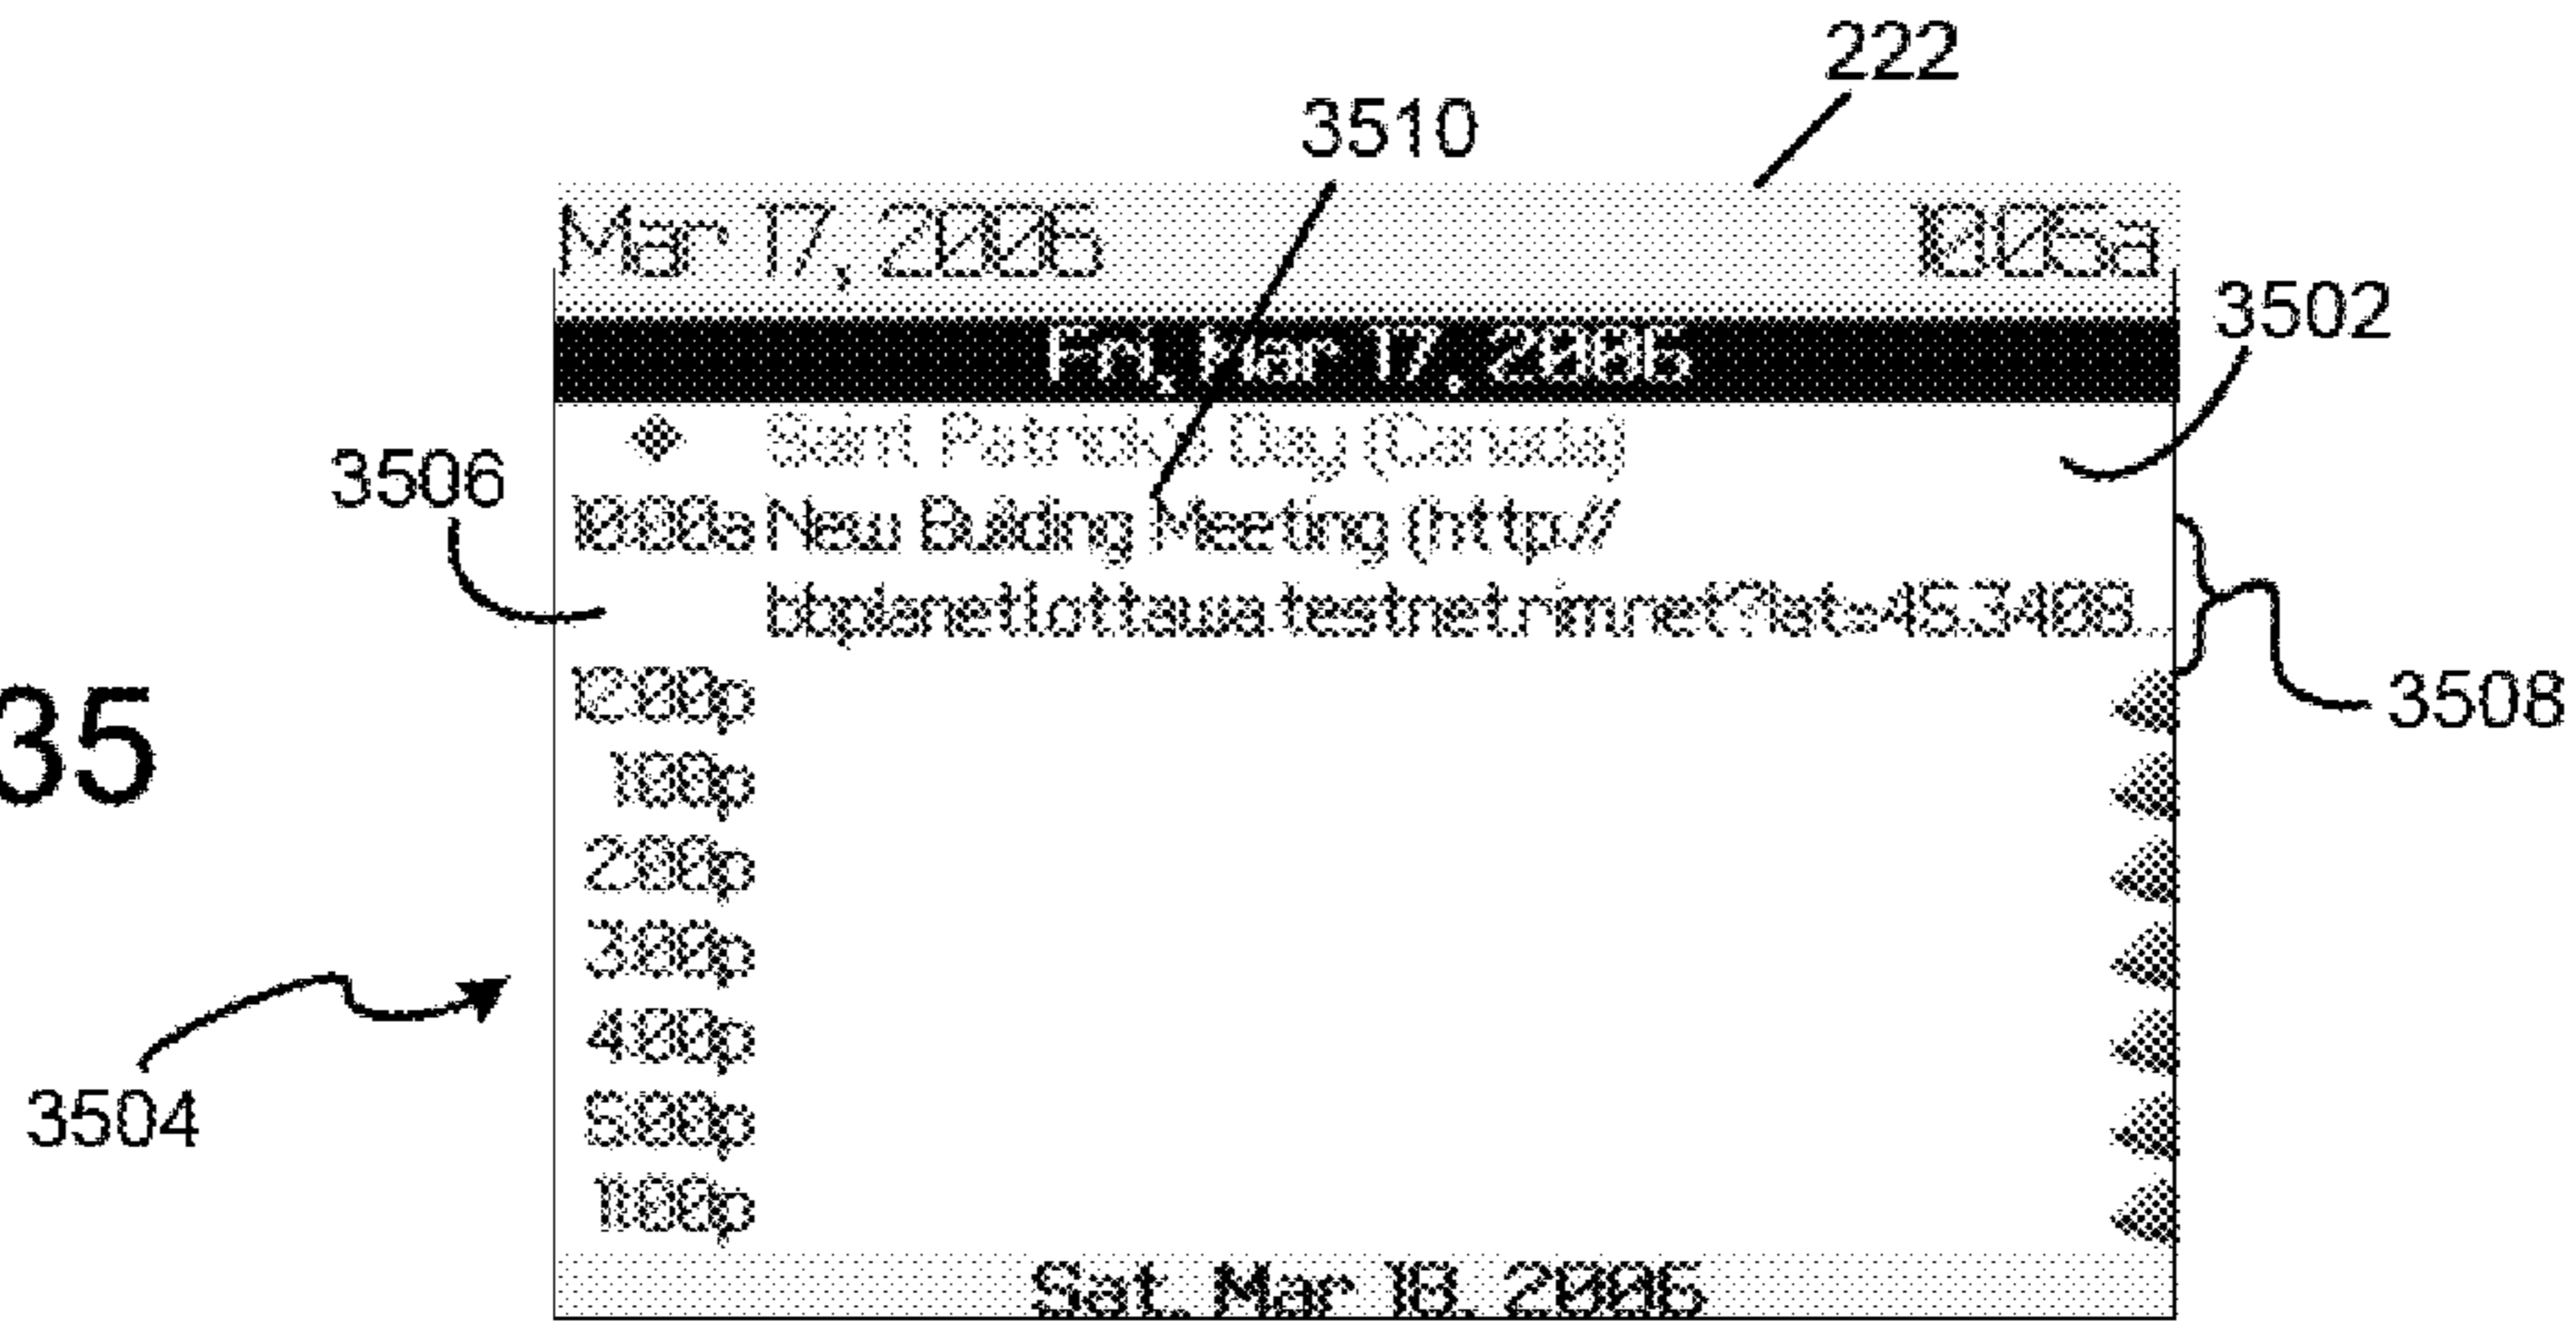 222
3510
Mar 17, 2006 10:05a
3502
Fri, Mar 17, 2006
Saint Patrick's Day (Canada)
3506
10:00a New Building Meeting (http://
bbplanet1.ottawa.testnet.rim.net?lat=45.3408...
12:00p
3508
35
1:00p
2:00p
3:00p
4:00p
3504
5:00p
11:00p
Sat, Mar 18, 2006